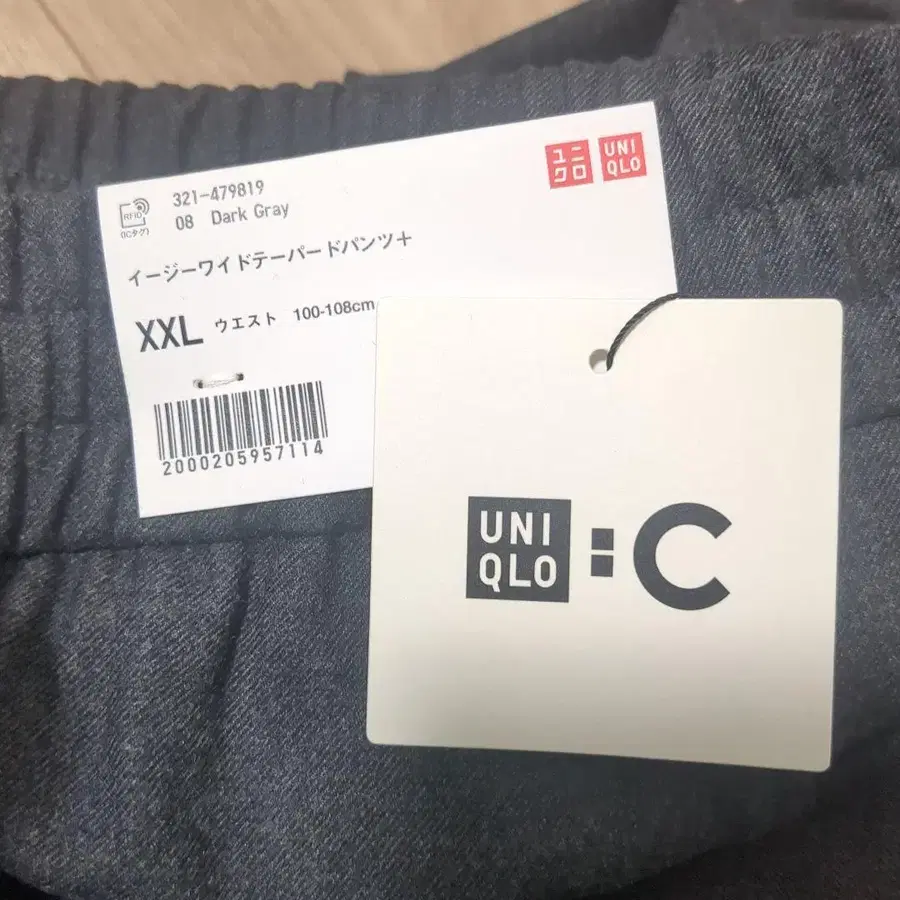 321-479819
08 Dark Gray
RFID
(ICタグ)
ユニ
クロ
UNI
QLO
イージーワイドテーパードパンツ+
XXL ウエスト 100-108cm
2000205957114
UNI
QLO
:C